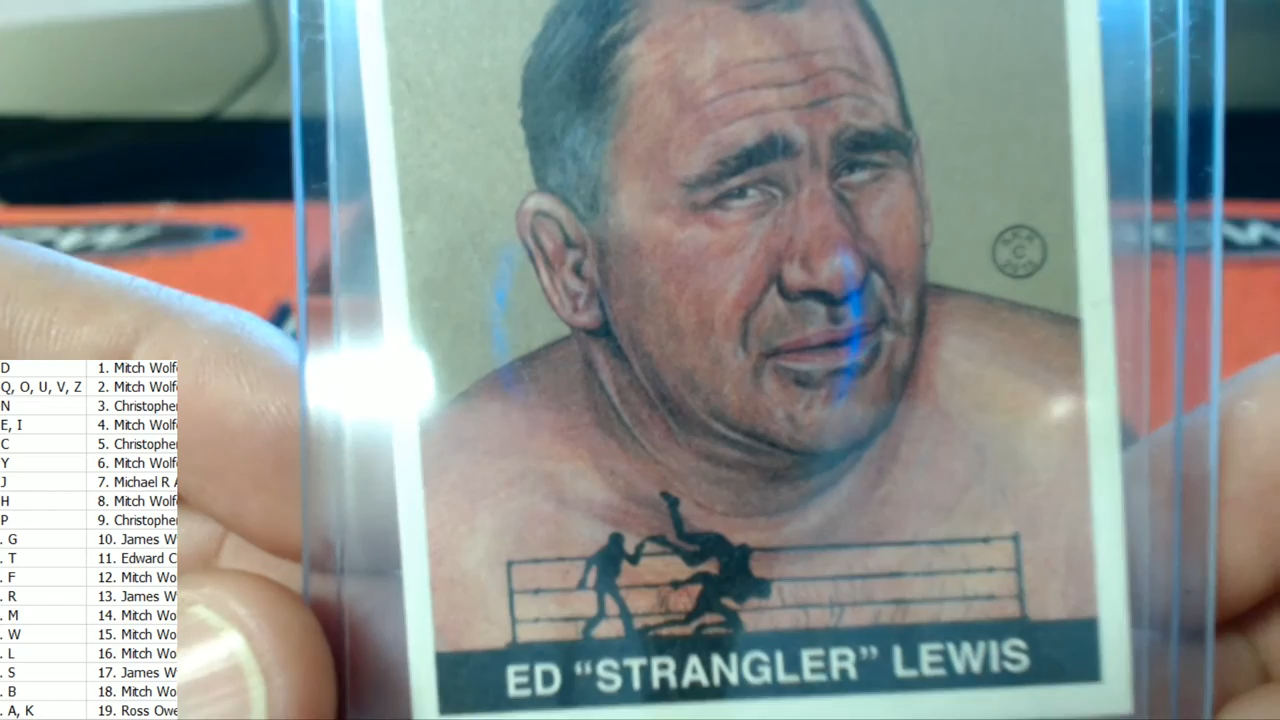 D 1. Mitch Wolf
Q, O, U, V, Z 2. Mitch Wolf
N 3. Christopher
E, I 4. Mitch Wolf
C 5. Christopher
Y 6. Mitch Wolf
J 7. Michael R
H 8. Mitch Wolf
P 9. Christopher
. G 10. James W
. T 11. Edward C
. F 12. Mitch Wo
. R 13. James W
. M 14. Mitch Wo
. W 15. Mitch Wo
. L 16. Mitch Wo
. S 17. James W
. B 18. Mitch Wo
. A, K 19. Ross Owe
C
ED “STRANGLER” LEWIS